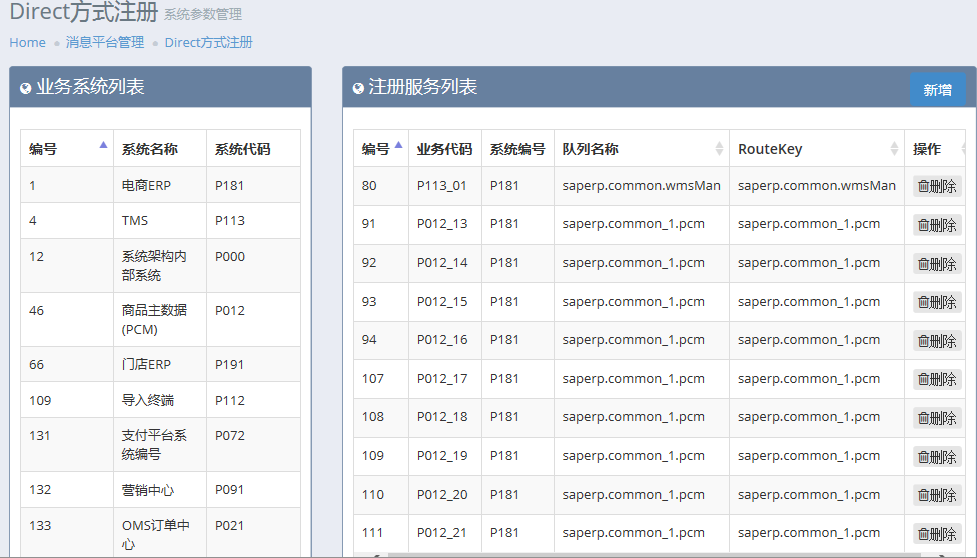 Direct方式注册 系统参数管理
Home 消息平台管理 Direct方式注册
业务系统列表
编号 系统名称 系统代码
1 电商ERP P181
4 TMS P113
12 系统架构内 P000
部系统
46 商品主数据 P012
(PCM)
66 门店ERP P191
109 导入终端 P112
131 支付平台系 P072
统编号
132 营销中心 P091
133 OMS订单中 P021
心
注册服务列表 新增
编号 业务代码 系统编号 队列名称 RouteKey 操作
80 P113_01 P181 saperp.common.wmsMan saperp.common.wmsMan 删除
91 P012_13 P181 saperp.common_1.pcm saperp.common_1.pcm 删除
92 P012_14 P181 saperp.common_1.pcm saperp.common_1.pcm 删除
93 P012_15 P181 saperp.common_1.pcm saperp.common_1.pcm 删除
94 P012_16 P181 saperp.common_1.pcm saperp.common_1.pcm 删除
107 P012_17 P181 saperp.common_1.pcm saperp.common_1.pcm 删除
108 P012_18 P181 saperp.common_1.pcm saperp.common_1.pcm 删除
109 P012_19 P181 saperp.common_1.pcm saperp.common_1.pcm 删除
110 P012_20 P181 saperp.common_1.pcm saperp.common_1.pcm 删除
111 P012_21 P181 saperp.common_1.pcm saperp.common_1.pcm 删除